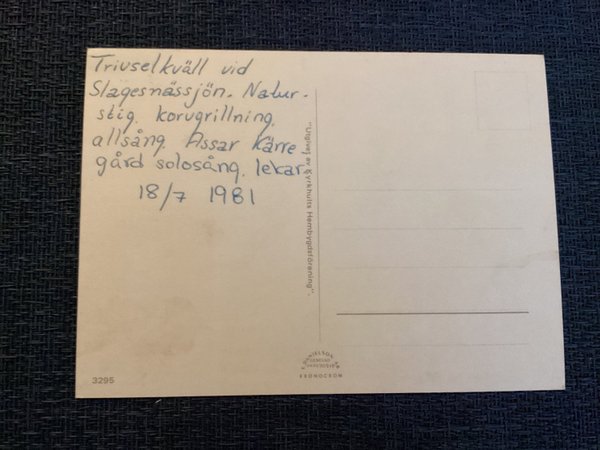 Trivselkväll vid
Slagesnässjön. Natur-
stig. korvgrillning.
allsång. Assar Kärre
gård solosång. lekar
18/7 1981
"Utgivet av Kyrkhults Hembygdsförening".
3295
KRONOCROM